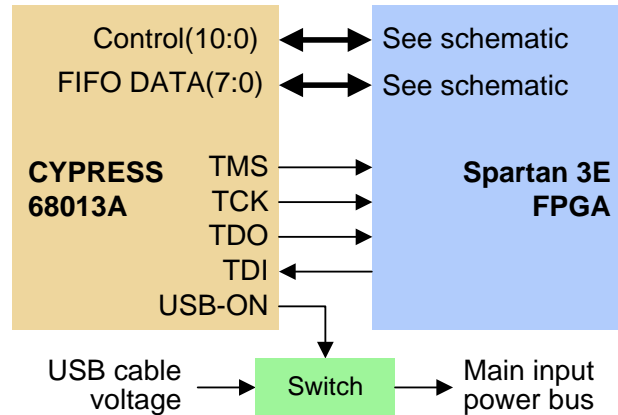 Control(10:0) See schematic
FIFO DATA(7:0) See schematic
CYPRESS
68013A
TMS
TCK
TDO
TDI
USB-ON
Spartan 3E
FPGA
USB cable
voltage
Switch
Main input
power bus